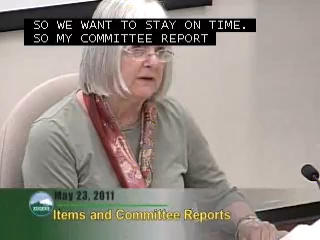 SO WE WANT TO STAY ON TIME.
SO MY COMMITTEE REPORT
May 23, 2011
Items and Committee Reports